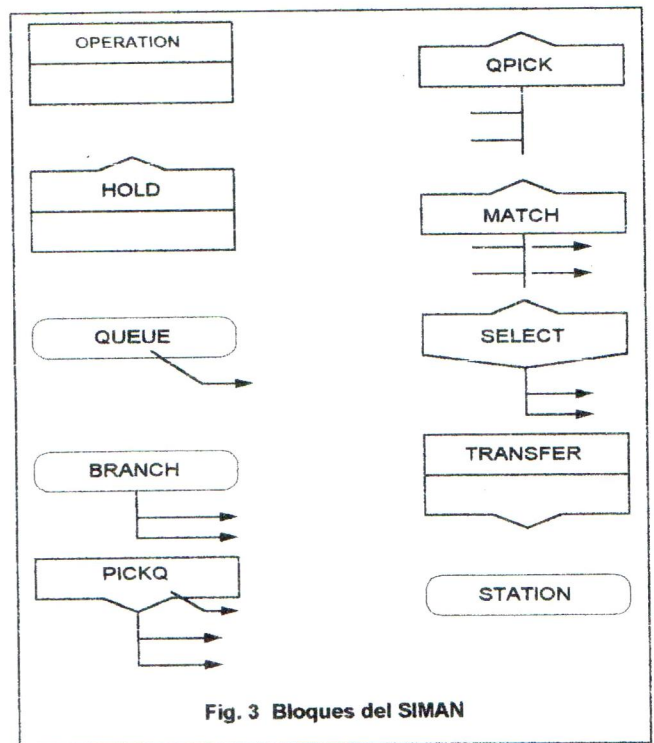 OPERATION
HOLD
QUEUE
BRANCH
PICKQ
QPICK
MATCH
SELECT
TRANSFER
STATION
Fig. 3 Bloques del SIMAN